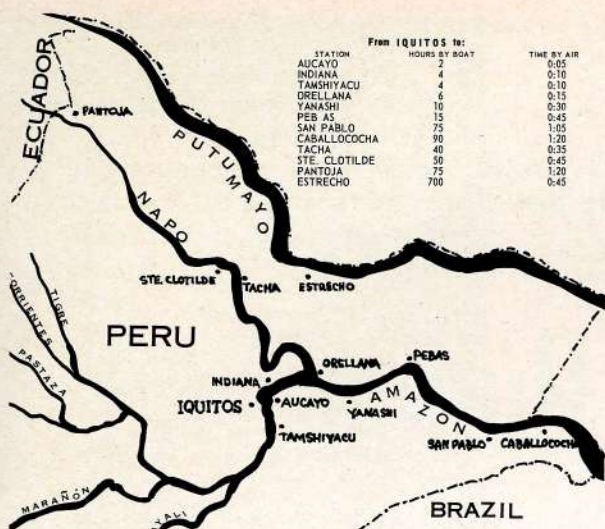 From IQUITOS to:
STATION HOURS BY BOAT TIME BY AIR
AUCAYO 2 0:05
INDIANA 4 0:10
TAMSHIYACU 4 0:10
ORELLANA 6 0:15
YANASHI 10 0:30
PEB AS 15 0:45
SAN PABLO 75 1:05
CABALLOCOCHA 90 1:20
TACHA 40 0:35
STE. CLOTILDE 50 0:45
PANTOJA 75 1:20
ESTRECHO 700 0:45
ECUADOR
PANTOJA
PUTUMAYO
NAPO
STE. CLOTILDE
TACHA
ESTRECHO
TIGRE
ORRIENTES
PASTAZA
PERU
ORELLANA
PEBAS
INDIANA
IQUITOS
AUCAYO
YANASHI
AMAZON
TAMSHIYACU
SAN PABLO
CABALLOCOCHA
MARAÑÓN
YALI
BRAZIL